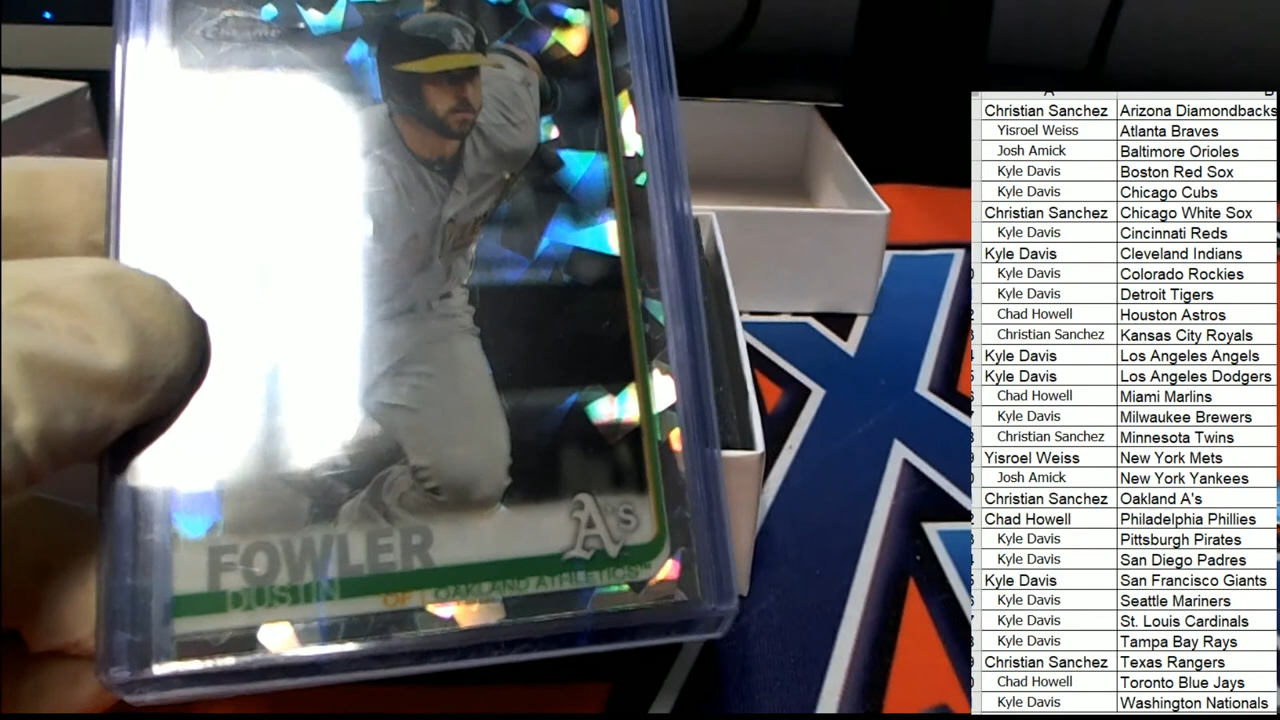 Chrome
A
A's
FOWLER
DUSTIN OF OAKLAND ATHLETICS™
A B
Christian Sanchez Arizona Diamondbacks
Yisroel Weiss Atlanta Braves
Josh Amick Baltimore Orioles
Kyle Davis Boston Red Sox
Kyle Davis Chicago Cubs
Christian Sanchez Chicago White Sox
Kyle Davis Cincinnati Reds
Kyle Davis Cleveland Indians
Kyle Davis Colorado Rockies
Kyle Davis Detroit Tigers
Chad Howell Houston Astros
Christian Sanchez Kansas City Royals
Kyle Davis Los Angeles Angels
Kyle Davis Los Angeles Dodgers
Chad Howell Miami Marlins
Kyle Davis Milwaukee Brewers
Christian Sanchez Minnesota Twins
Yisroel Weiss New York Mets
Josh Amick New York Yankees
Christian Sanchez Oakland A's
Chad Howell Philadelphia Phillies
Kyle Davis Pittsburgh Pirates
Kyle Davis San Diego Padres
Kyle Davis San Francisco Giants
Kyle Davis Seattle Mariners
Kyle Davis St. Louis Cardinals
Kyle Davis Tampa Bay Rays
Christian Sanchez Texas Rangers
Chad Howell Toronto Blue Jays
Kyle Davis Washington Nationals